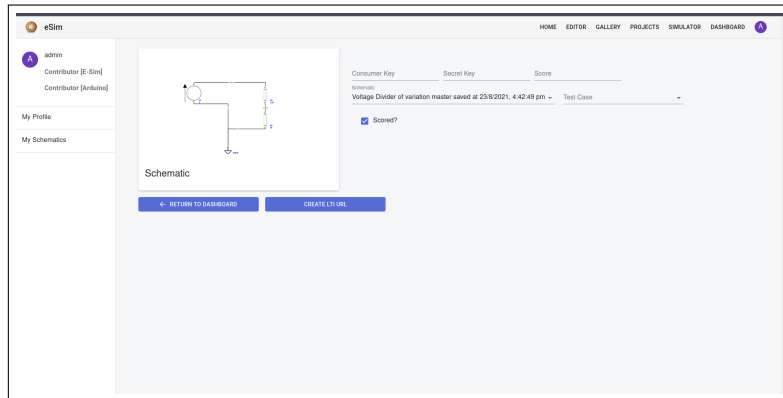 eSim
HOME EDITOR GALLERY PROJECTS SIMULATOR DASHBOARD A
A
admin
Contributor [E-Sim]
Contributor [Arduino]
My Profile
My Schematics
Schematic
← RETURN TO DASHBOARD
CREATE LTI URL
Consumer Key Secret Key Score
Schematic
Voltage Divider of variation master saved at 23/8/2021, 4:42:49 pm
Test Case
Scored?